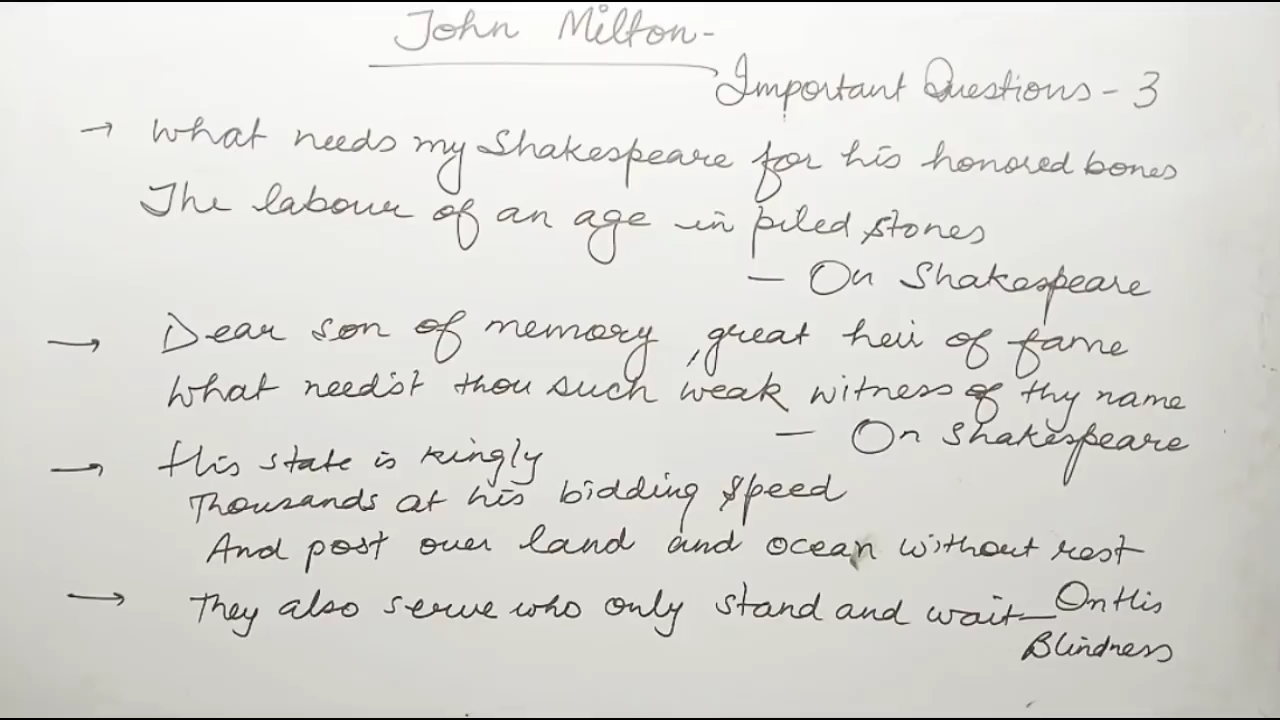 John Milton-
Important Questions - 3
→ What needs my Shakespeare for his honored bones
The labour of an age in piled stones
- On Shakespeare
→ Dear son of memory, great heir of fame
What need'st thou such weak witness of thy name
- On Shakespeare
→ His state is kingly
Thousands at his bidding speed
And post over land and ocean without rest
→ They also serve who only stand and wait - On His
Blindness